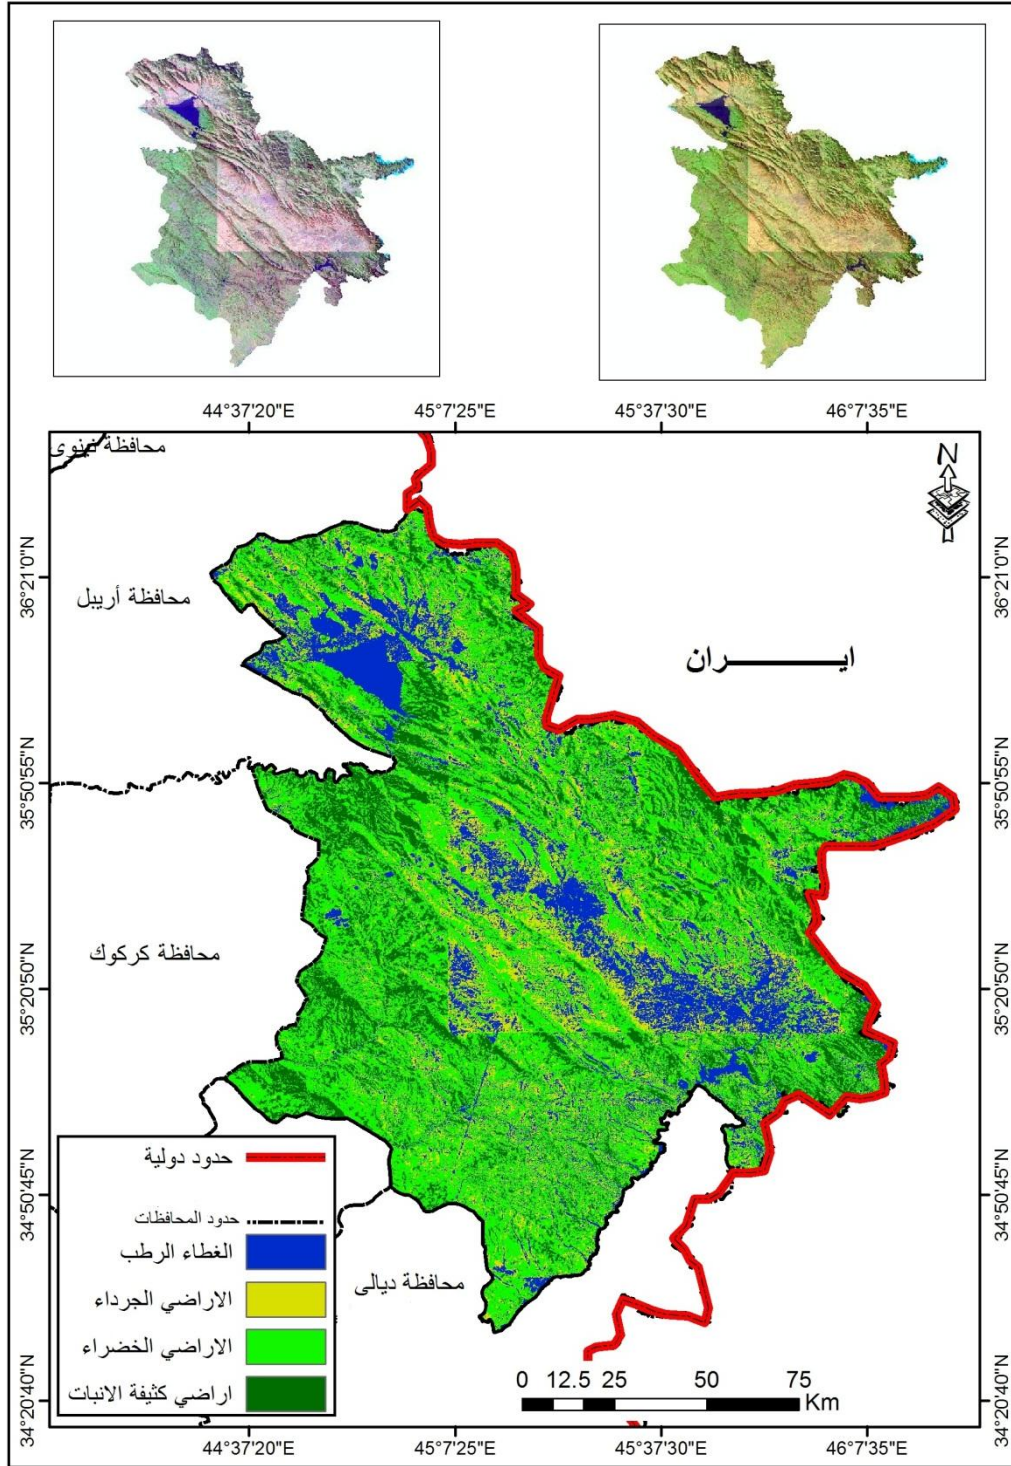 44°37'20"E 45°7'25"E 45°37'30"E 46°7'35"E
محافظة نينوى
N
36°21'0"N
36°21'0"N
محافظة أربيل
ايـــــــران
35°50'55"N
35°50'55"N
محافظة كركوك
35°20'50"N
35°20'50"N
حدود دولية
حدود المحافظات
الغطاء الرطب
الاراضي الجرداء
الاراضي الخضراء
اراضي كثيفة الانبات
34°50'45"N
34°50'45"N
محافظة ديالى
0 12.5 25 50 75
Km
34°20'40"N
34°20'40"N
44°37'20"E 45°7'25"E 45°37'30"E 46°7'35"E